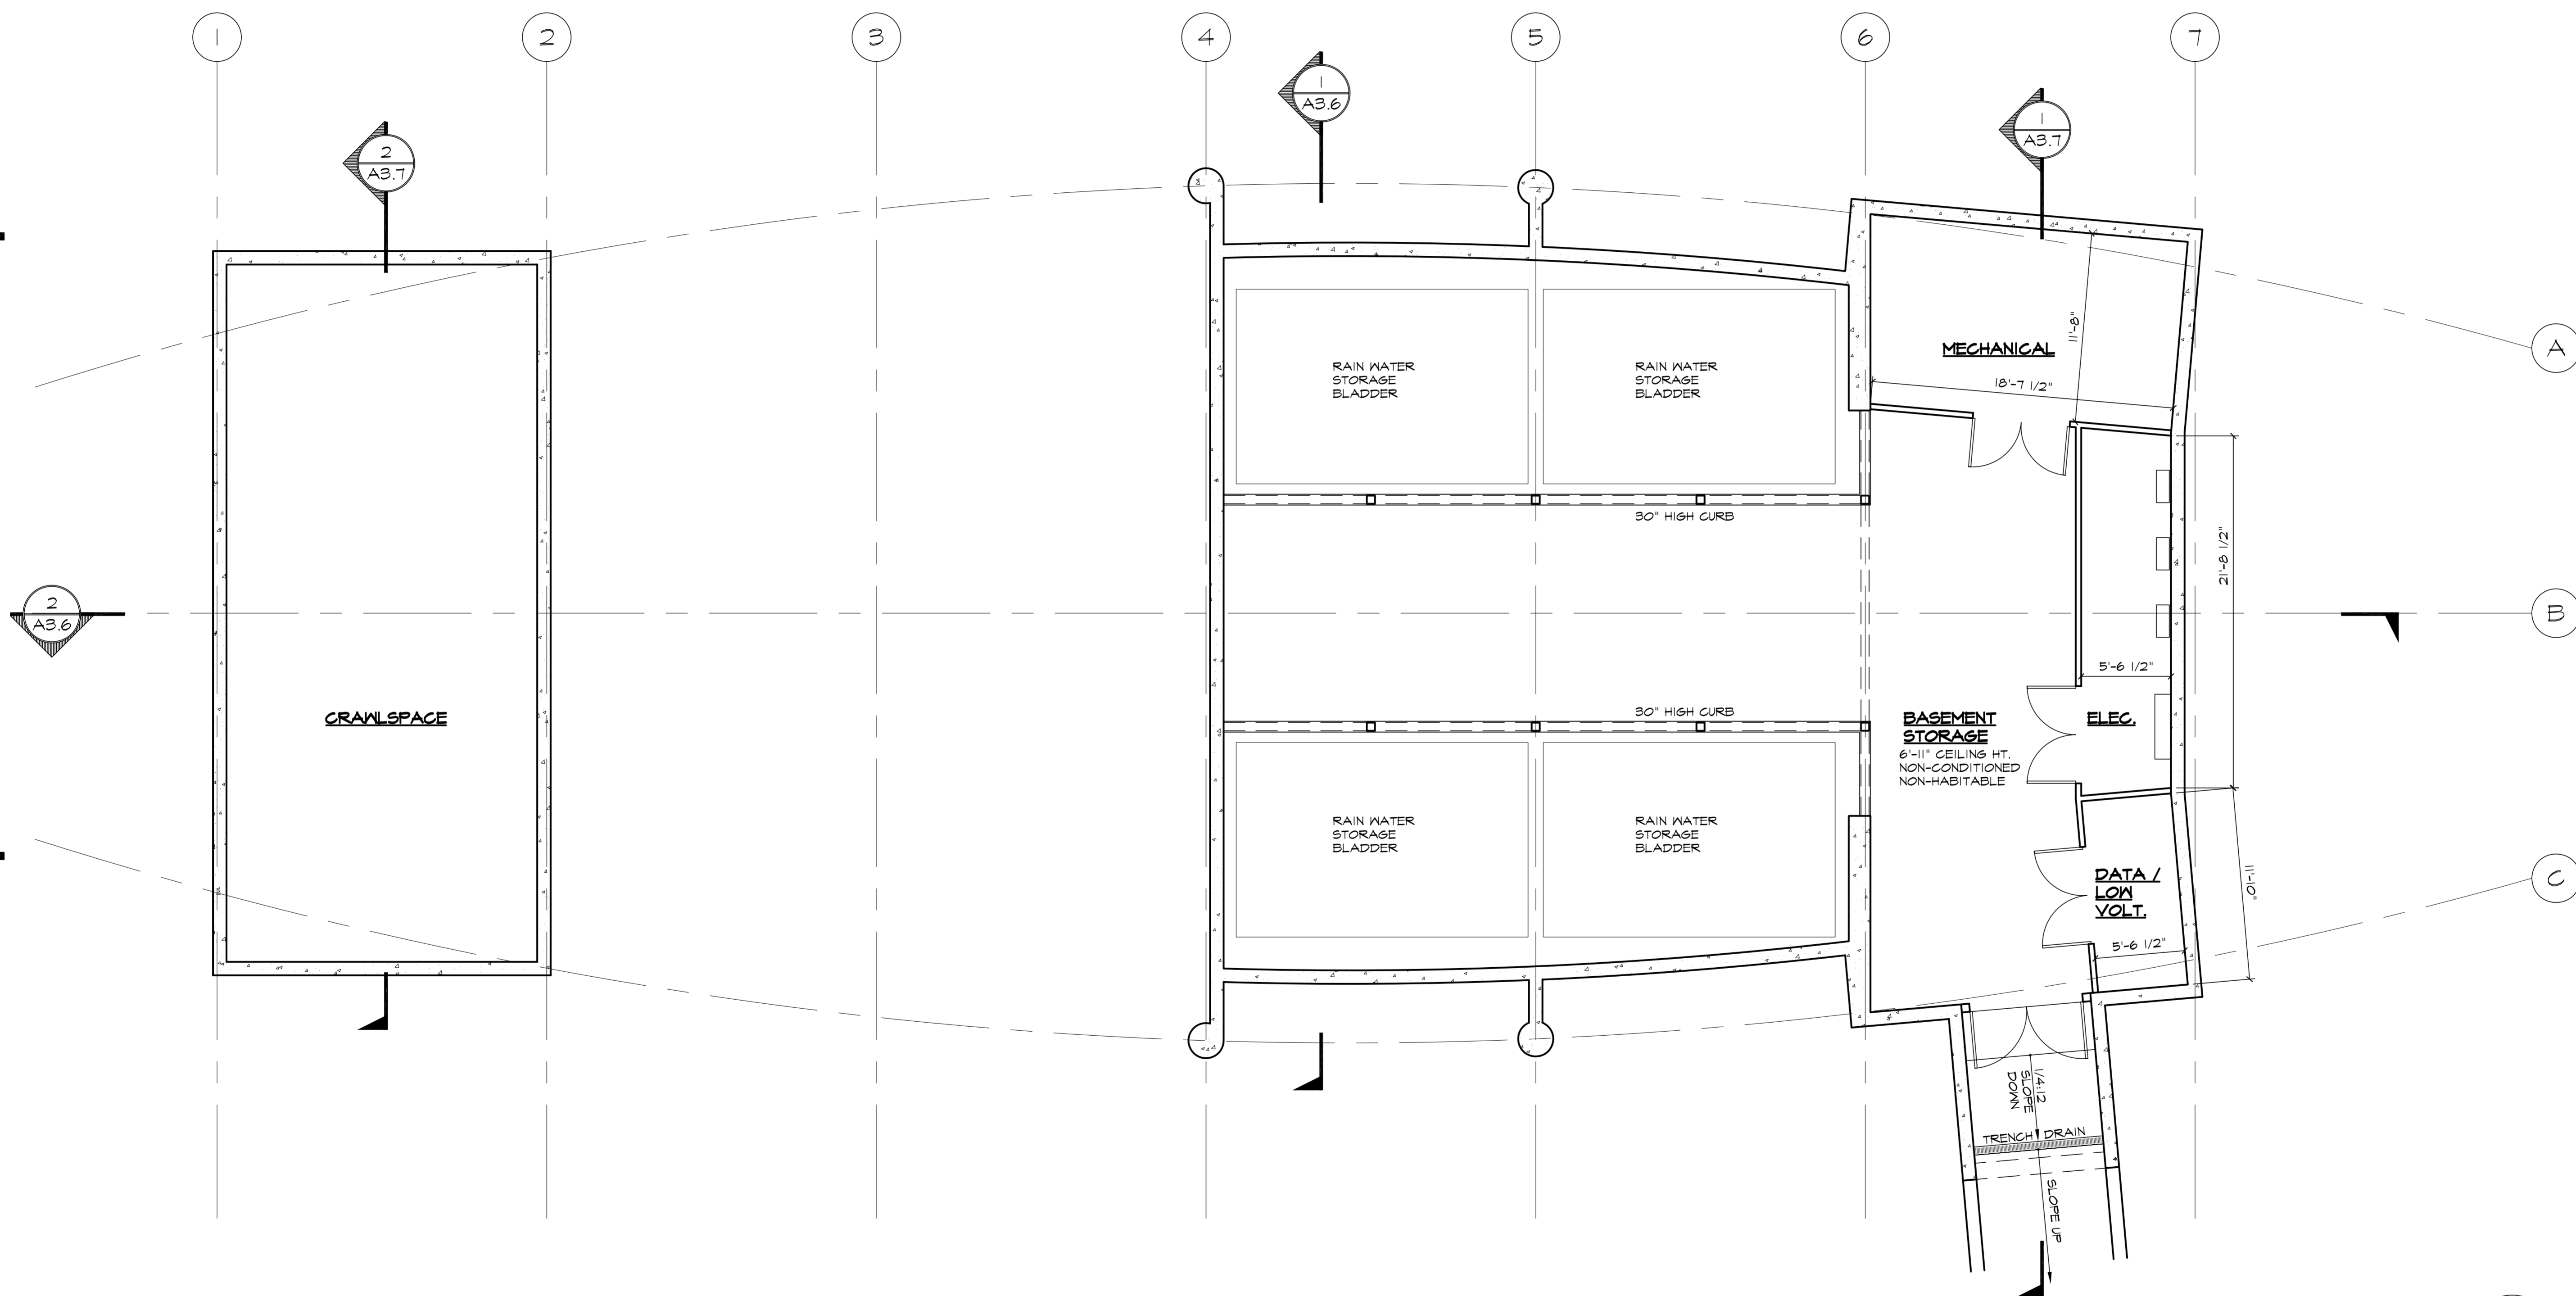 1
2
3
4
5
6
7
1
A3.6
1
A3.7
2
A3.7
A
MECHANICAL
11'-8"
18'-7 1/2"
RAIN WATER
STORAGE
BLADDER
RAIN WATER
STORAGE
BLADDER
30" HIGH CURB
21'-8 1/2"
2
A3.6
B
5'-6 1/2"
CRAWLSPACE
30" HIGH CURB
BASEMENT
STORAGE
6'-11" CEILING HT.
NON-CONDITIONED
NON-HABITABLE
ELEC.
RAIN WATER
STORAGE
BLADDER
RAIN WATER
STORAGE
BLADDER
DATA /
LOW
VOLT.
11'-10"
C
5'-6 1/2"
1/4:12
SLOPE
DOWN
TRENCH DRAIN
SLOPE UP